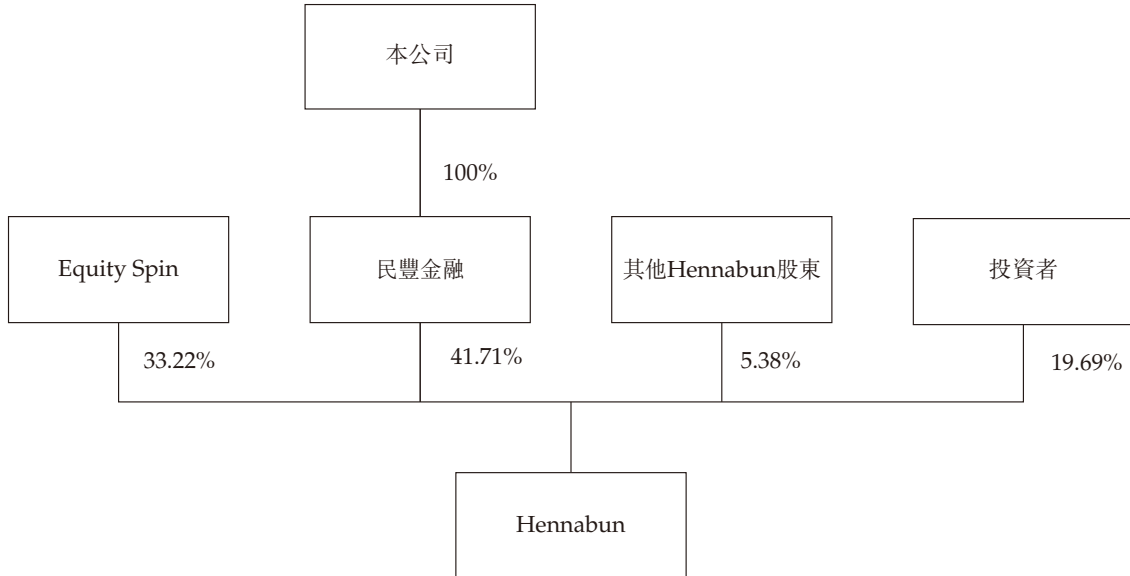 本公司
100%
Equity Spin
民豐金融
其他Hennabun股東
投資者
33.22%
41.71%
5.38%
19.69%
Hennabun